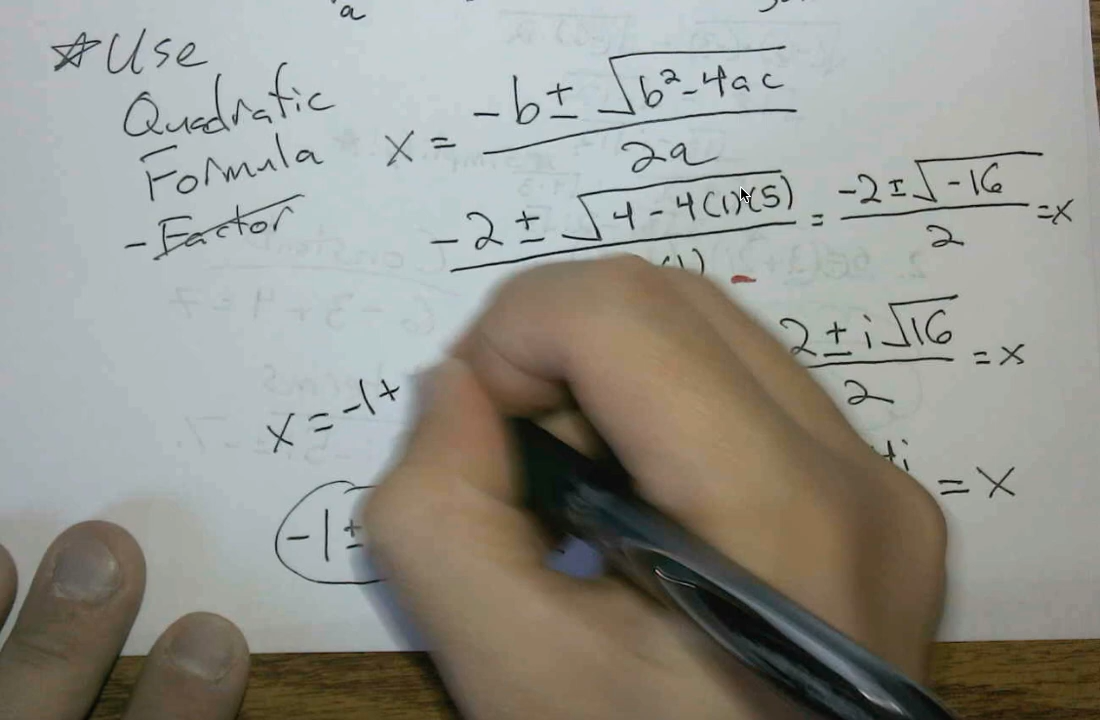 a
☆ Use
Quadratic
Formula
- Factor
x = (-b ± √(b² - 4ac)) / 2a
(-2 ± √(4 - 4(1)(5))) / (1) = (-2 ± √-16) / 2 = x
(2 ± i√16) / 2 = x
x = -1 +
-1 ±
i = x